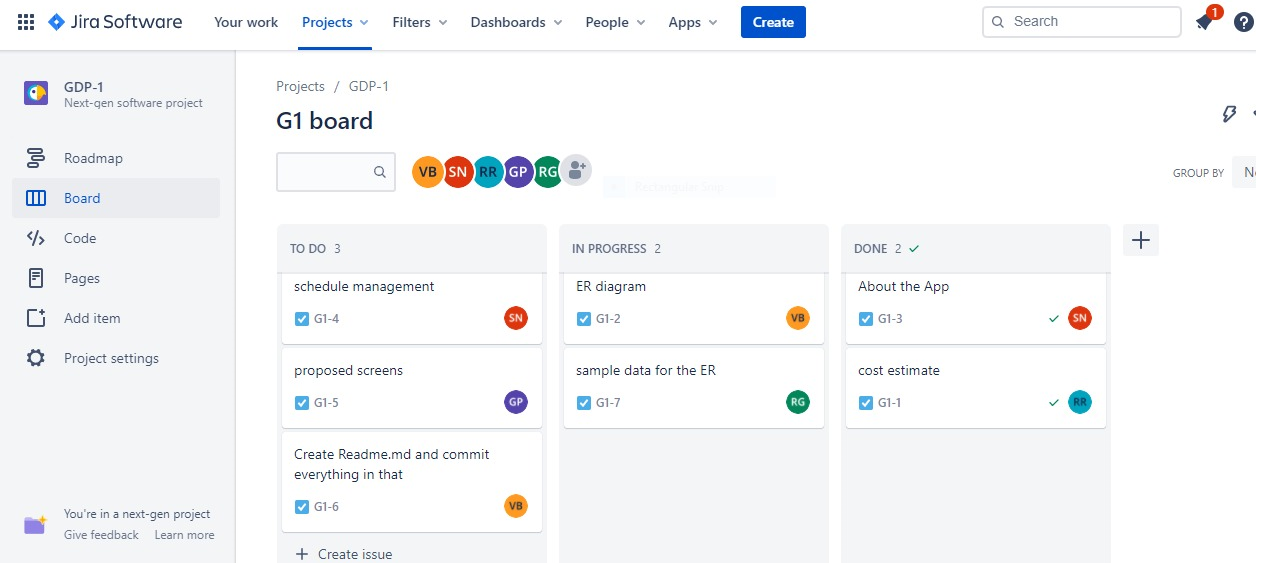 Jira Software Your work Projects Filters Dashboards People Apps Create Search 1 ?
GDP-1
Next-gen software project
Roadmap
Board
Code
Pages
Add item
Project settings
You're in a next-gen project
Give feedback Learn more
Projects / GDP-1
G1 board
VB SN RR GP RG
Rectangular Snip
GROUP BY
TO DO 3
schedule management
G1-4 SN
proposed screens
G1-5 GP
Create Readme.md and commit
everything in that
G1-6 VB
+ Create issue
IN PROGRESS 2
ER diagram
G1-2 VB
sample data for the ER
G1-7 RG
DONE 2
About the App
G1-3 SN
cost estimate
G1-1 RR